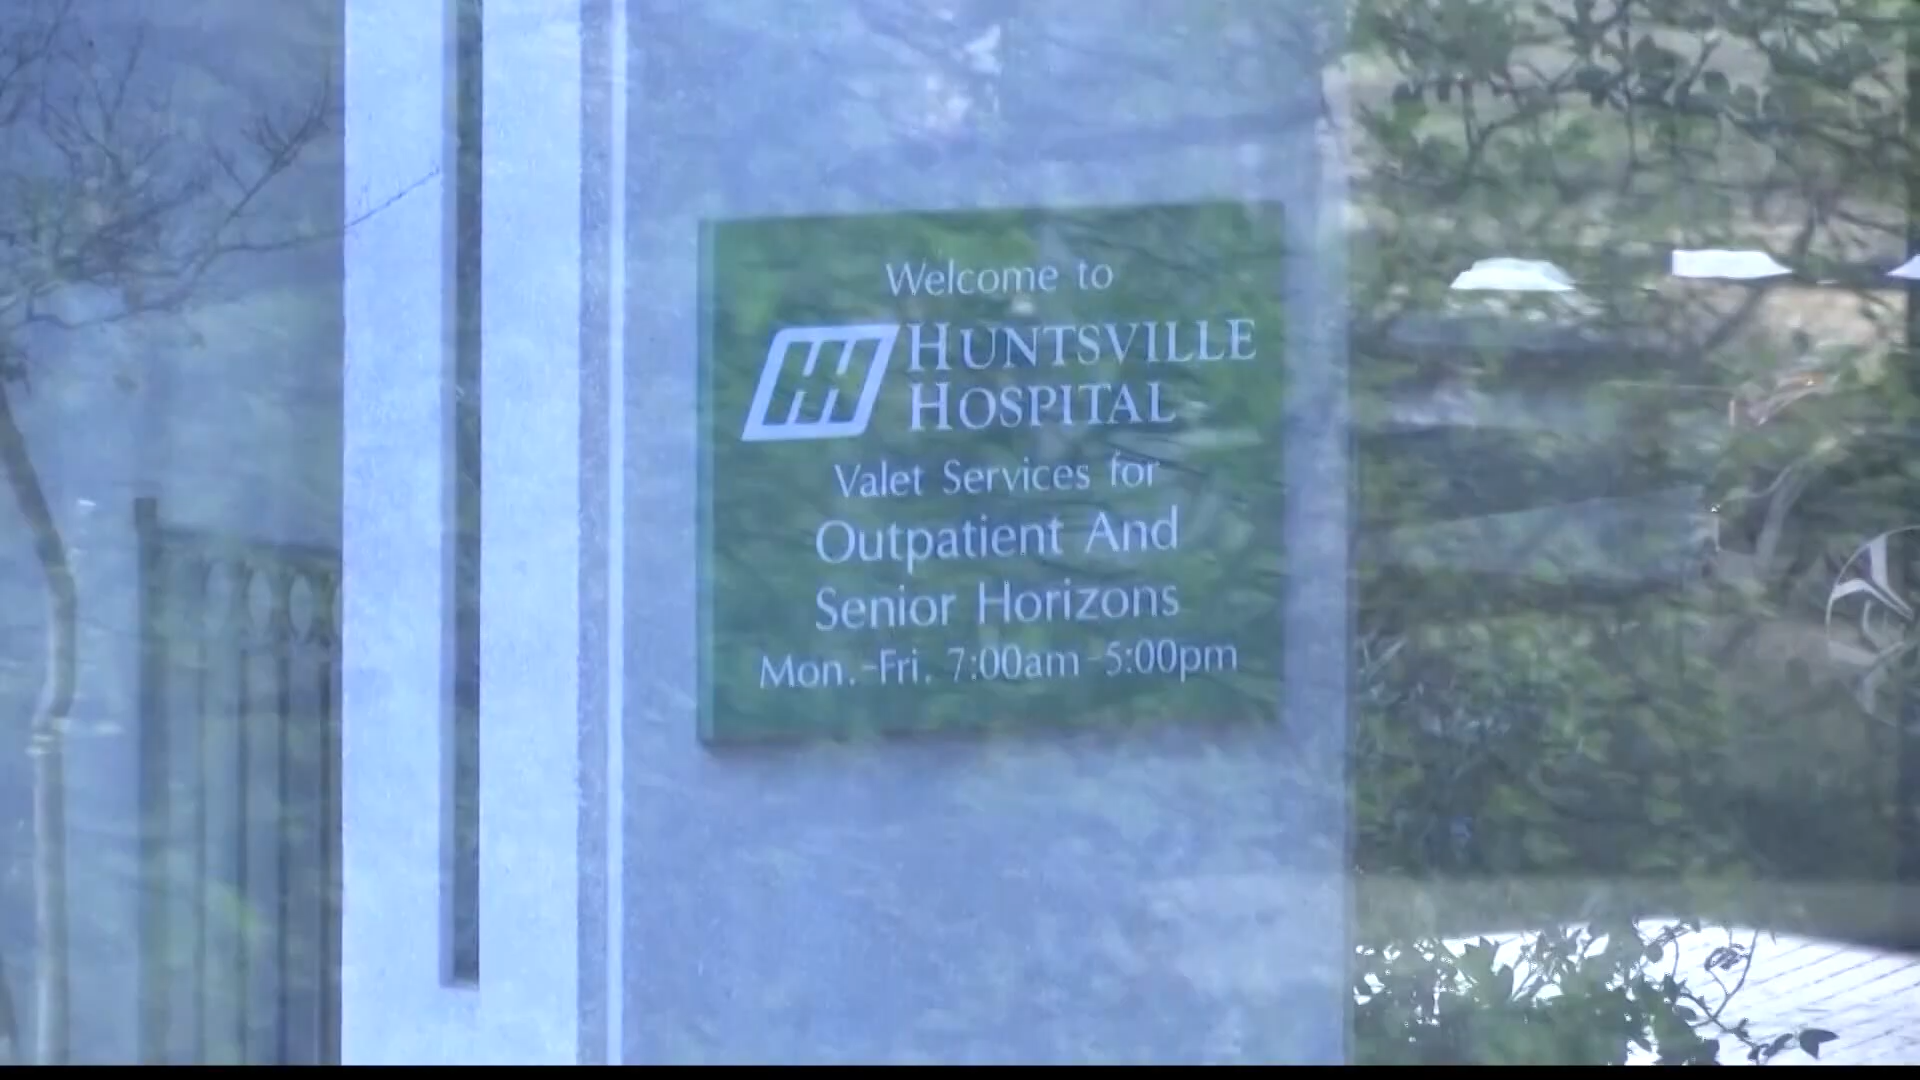 Welcome to
HUNTSVILLE
HOSPITAL
Valet Services for
Outpatient And
Senior Horizons
Mon.-Fri. 7:00am-5:00pm